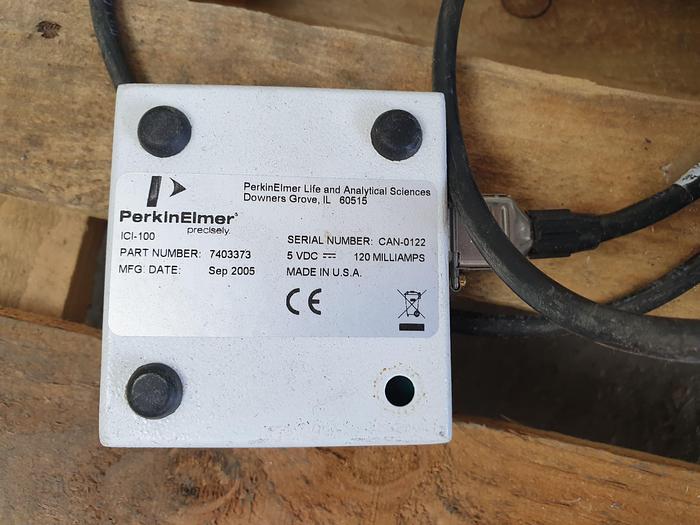 PerkinElmer Life and Analytical Sciences
Downers Grove, IL 60515
PerkinElmer®
precisely.
ICI-100
PART NUMBER: 7403373
MFG. DATE: Sep 2005
SERIAL NUMBER: CAN-0122
5 VDC ⎓ 120 MILLIAMPS
MADE IN U.S.A.
CE